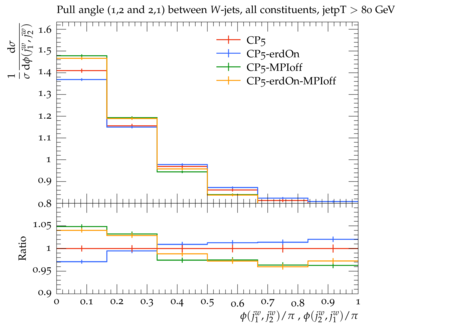 Pull angle (1,2 and 2,1) between W-jets, all constituents, jetpT > 80 GeV
1/σ dσ/dϕ(j₁ʷ,j₂ʷ)
CP5
CP5-erdOn
CP5-MPIoff
CP5-erdOn-MPIoff
1.6
1.5
1.4
1.3
1.2
1.1
1
0.9
0.8
Ratio
1.05
1
0.95
0.9
0 0.1 0.2 0.3 0.4 0.5 0.6 0.7 0.8 0.9 1
ϕ(j₁ʷ,j₂ʷ)/π , ϕ(j₂ʷ,j₁ʷ)/π